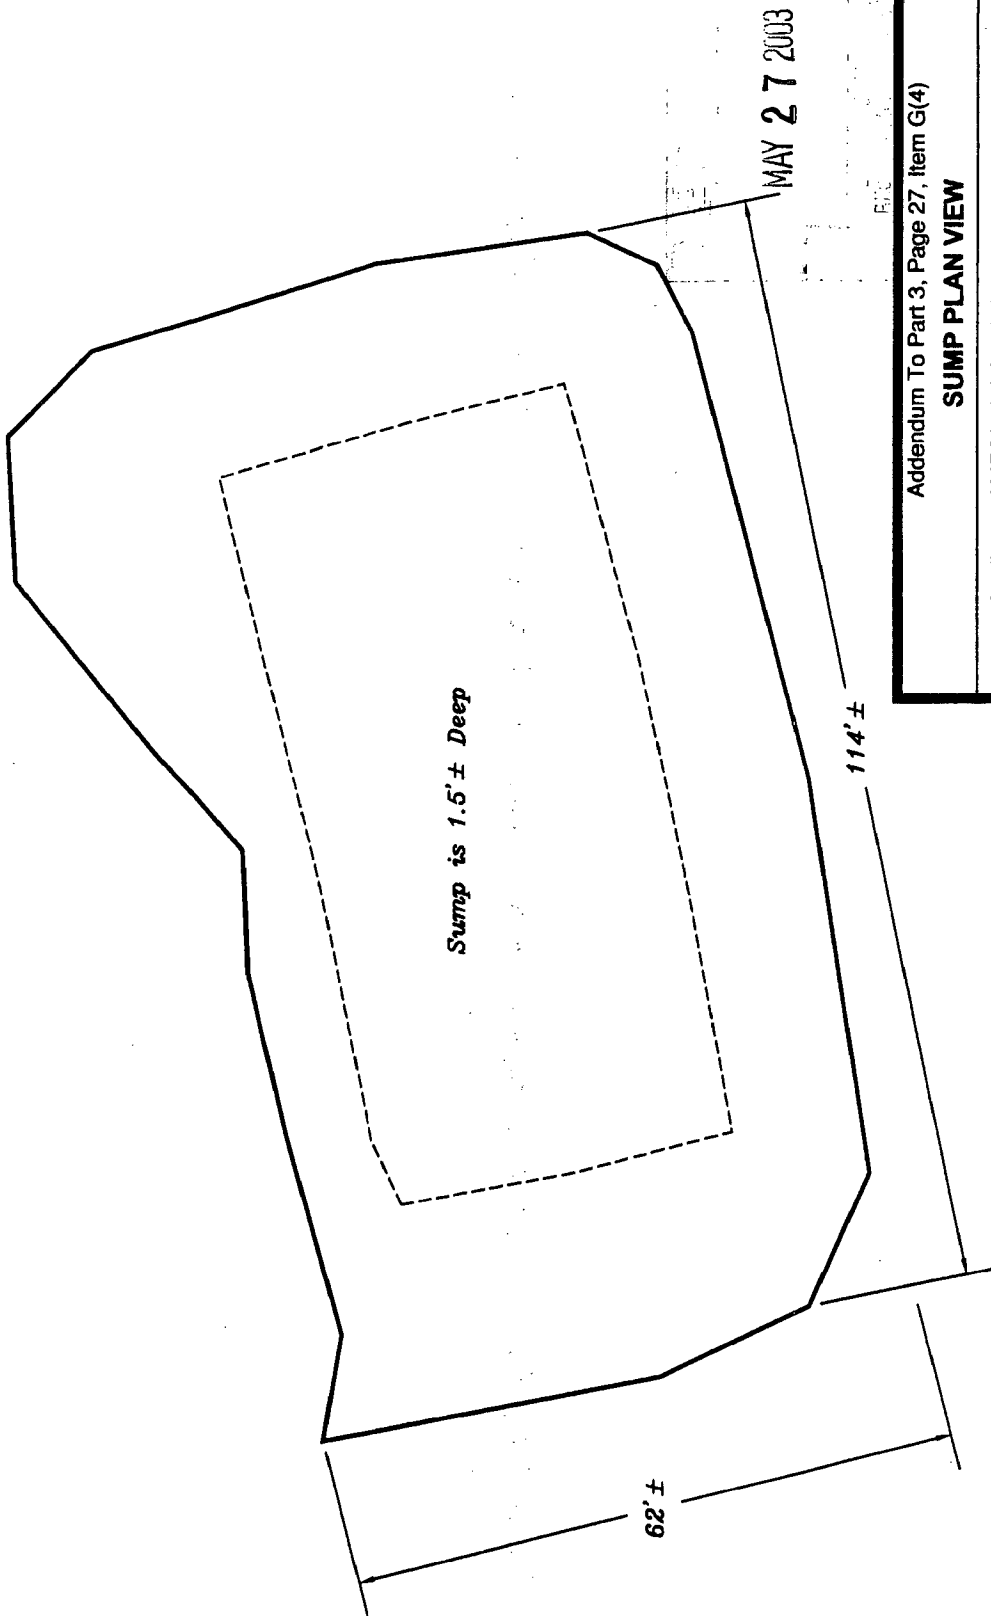 MAY 27 2003
Sump is 1.5'± Deep
114'±
62'±
Addendum To Part 3, Page 27, Item G(4)
SUMP PLAN VIEW